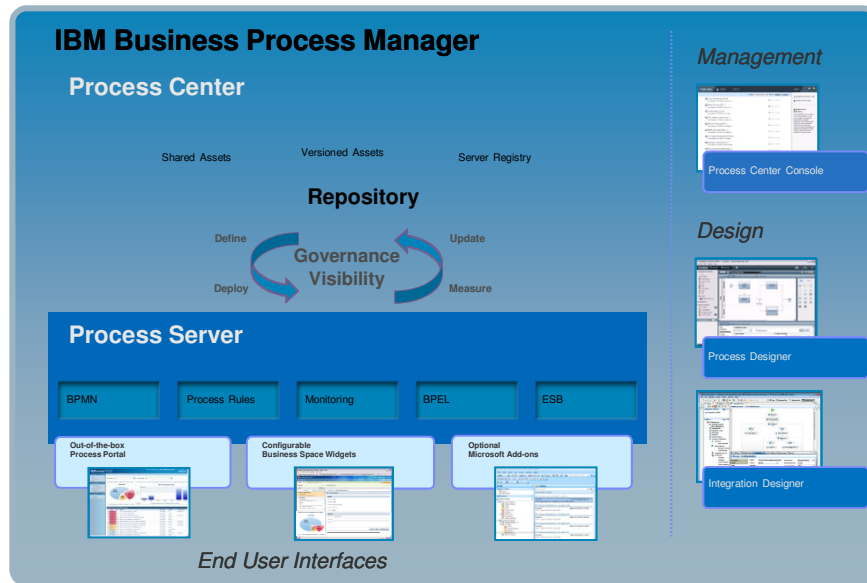 IBM Business Process Manager
Process Center
Shared Assets
Versioned Assets
Server Registry
Repository
Define
Update
Governance
Visibility
Deploy
Measure
Process Server
BPMN
Process Rules
Monitoring
BPEL
ESB
Out-of-the-box
Process Portal
Configurable
Business Space Widgets
Optional
Microsoft Add-ons
End User Interfaces
Management
Process Center Console
Design
Process Designer
Integration Designer